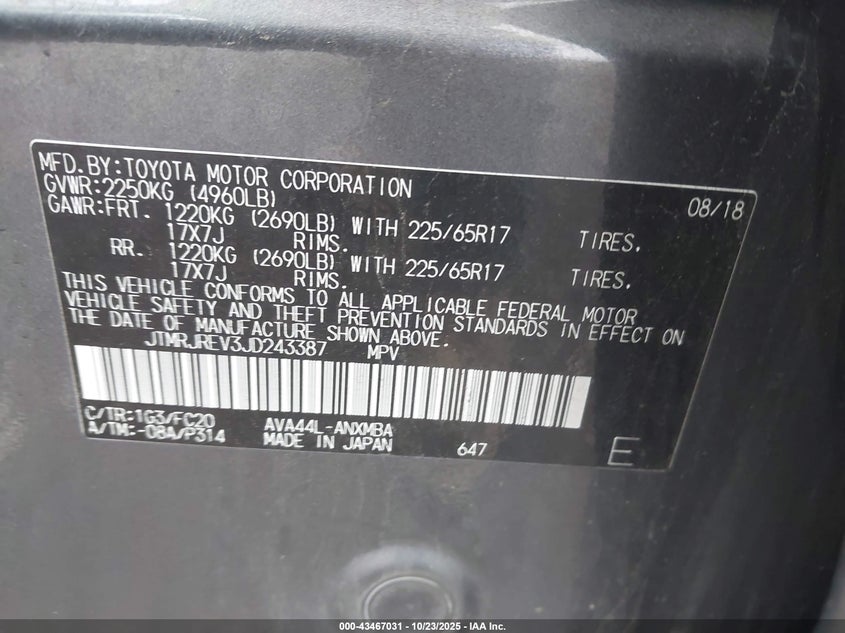 MFD.BY:TOYOTA MOTOR CORPORATION 08/18
GVWR:2250KG (4960LB)
GAWR:FRT. 1220KG (2690LB) WITH 225/65R17 TIRES.
17X7J RIMS.
RR. 1220KG (2690LB) WITH 225/65R17 TIRES.
17X7J RIMS.
THIS VEHICLE CONFORMS TO ALL APPLICABLE FEDERAL MOTOR
VEHICLE SAFETY AND THEFT PREVENTION STANDARDS IN EFFECT ON
THE DATE OF MANUFACTURE SHOWN ABOVE.
JTMRJREV3JD243387 MPV
C/TR:1G3/FC20 AVA44L-ANXMBA
A/TM:-08A/P314 MADE IN JAPAN 647 E
000-43467031 | 10/23/2025 | IAA Inc.